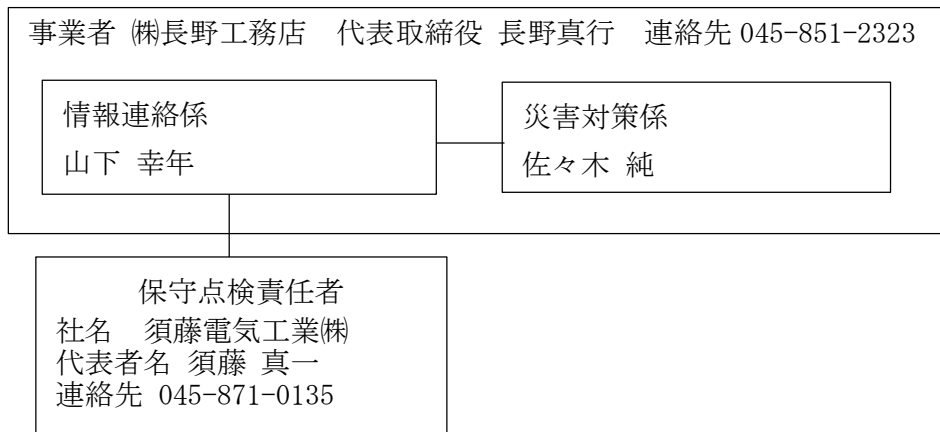 事業者 ㈱長野工務店　代表取締役 長野真行　連絡先 045-851-2323
情報連絡係
山下 幸年
災害対策係
佐々木 純
保守点検責任者
社名　須藤電気工業㈱
代表者名 須藤 真一
連絡先 045-871-0135